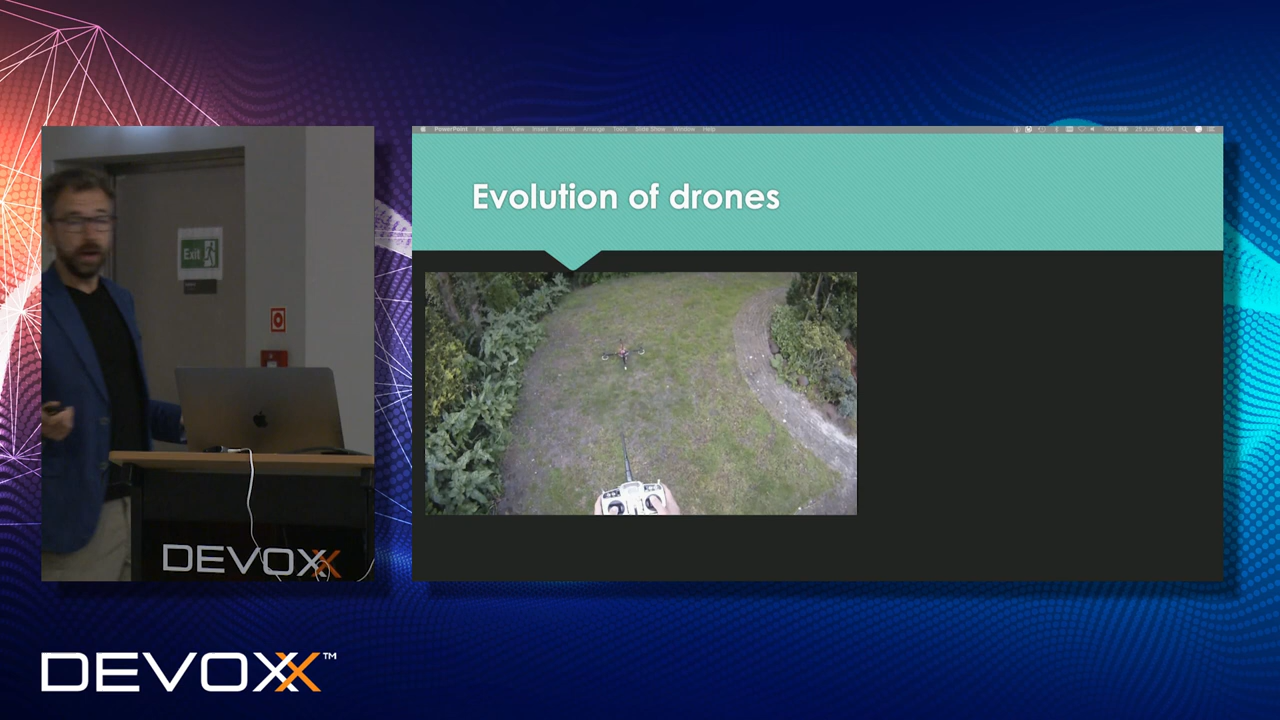 PowerPoint File Edit View Insert Format Arrange Tools Slide Show Window Help
Evolution of drones
Exit
DEVOXX
DEVOXX™